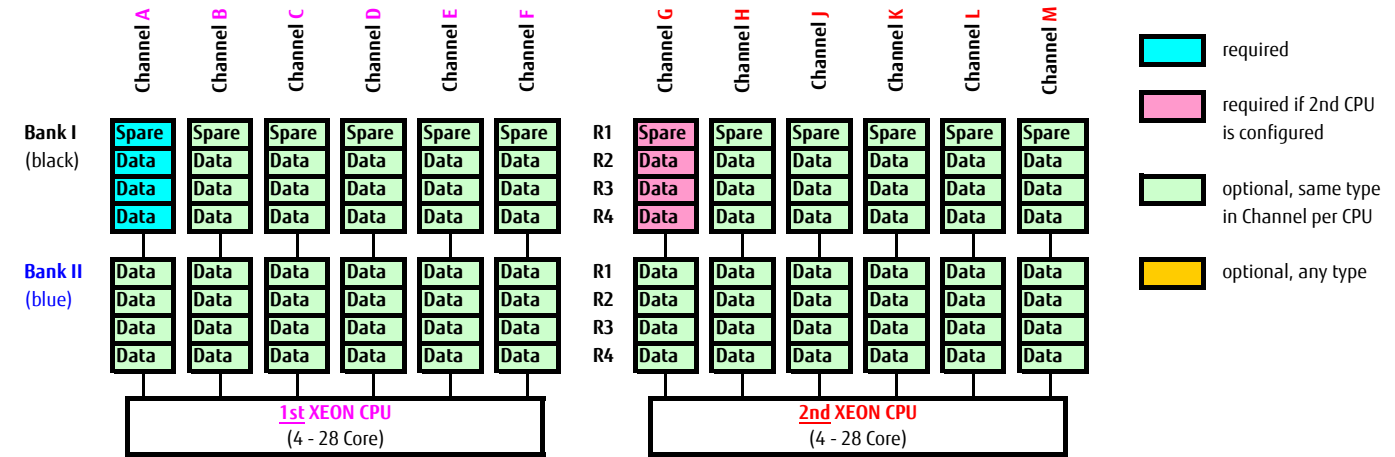 Channel A Channel B Channel C Channel D Channel E Channel F Channel G Channel H Channel J Channel K Channel L Channel M
required
required if 2nd CPU
is configured
optional, same type
in Channel per CPU
optional, any type
Bank I
(black)
Spare Spare Spare Spare Spare Spare R1 Spare Spare Spare Spare Spare Spare
Data Data Data Data Data Data R2 Data Data Data Data Data Data
Data Data Data Data Data Data R3 Data Data Data Data Data Data
Data Data Data Data Data Data R4 Data Data Data Data Data Data
Bank II
(blue)
Data Data Data Data Data Data R1 Data Data Data Data Data Data
Data Data Data Data Data Data R2 Data Data Data Data Data Data
Data Data Data Data Data Data R3 Data Data Data Data Data Data
Data Data Data Data Data Data R4 Data Data Data Data Data Data
1st XEON CPU
(4 - 28 Core)
2nd XEON CPU
(4 - 28 Core)